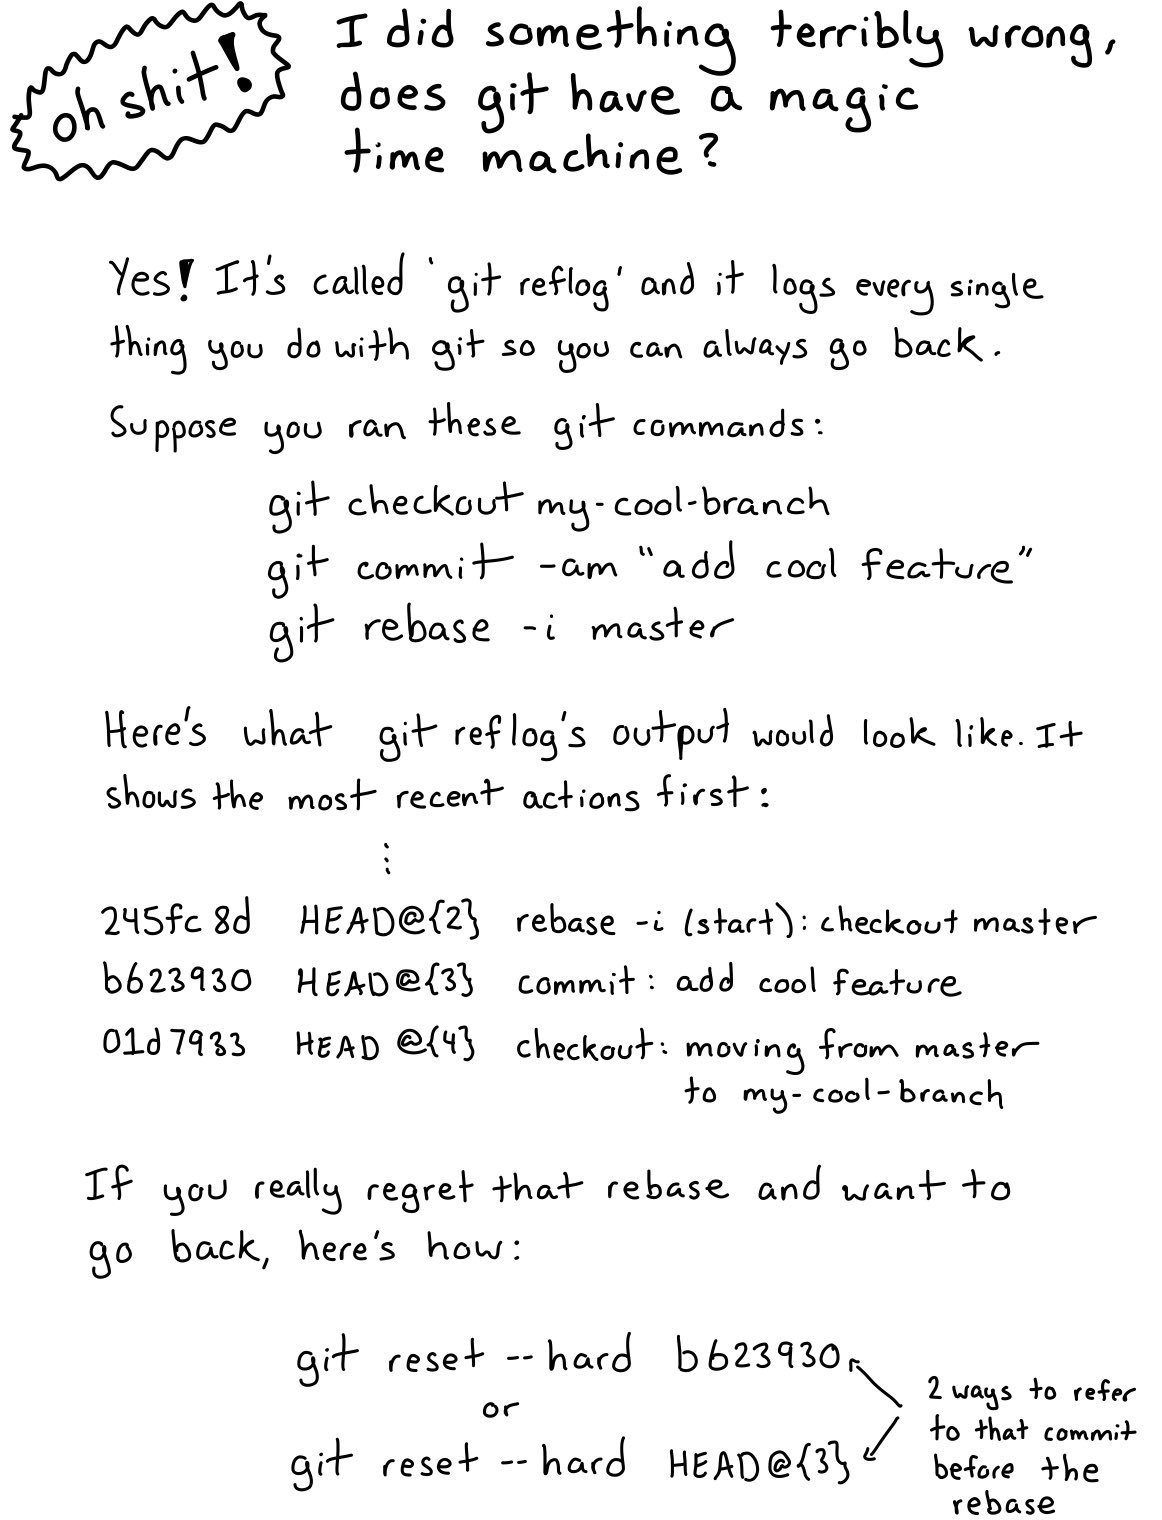 oh shit!
I did something terribly wrong,
does git have a magic
time machine?
Yes! It's called 'git reflog' and it logs every single
thing you do with git so you can always go back.
Suppose you ran these git commands:
git checkout my-cool-branch
git commit -am "add cool feature"
git rebase -i master
Here's what git reflog's output would look like. It
shows the most recent actions first:
⋮
245fc8d HEAD@{2} rebase -i (start): checkout master
b623930 HEAD@{3} commit: add cool feature
01d7933 HEAD@{4} checkout: moving from master
to my-cool-branch
If you really regret that rebase and want to
go back, here's how:
git reset --hard b623930
or
git reset --hard HEAD@{3}
2 ways to refer
to that commit
before the
rebase